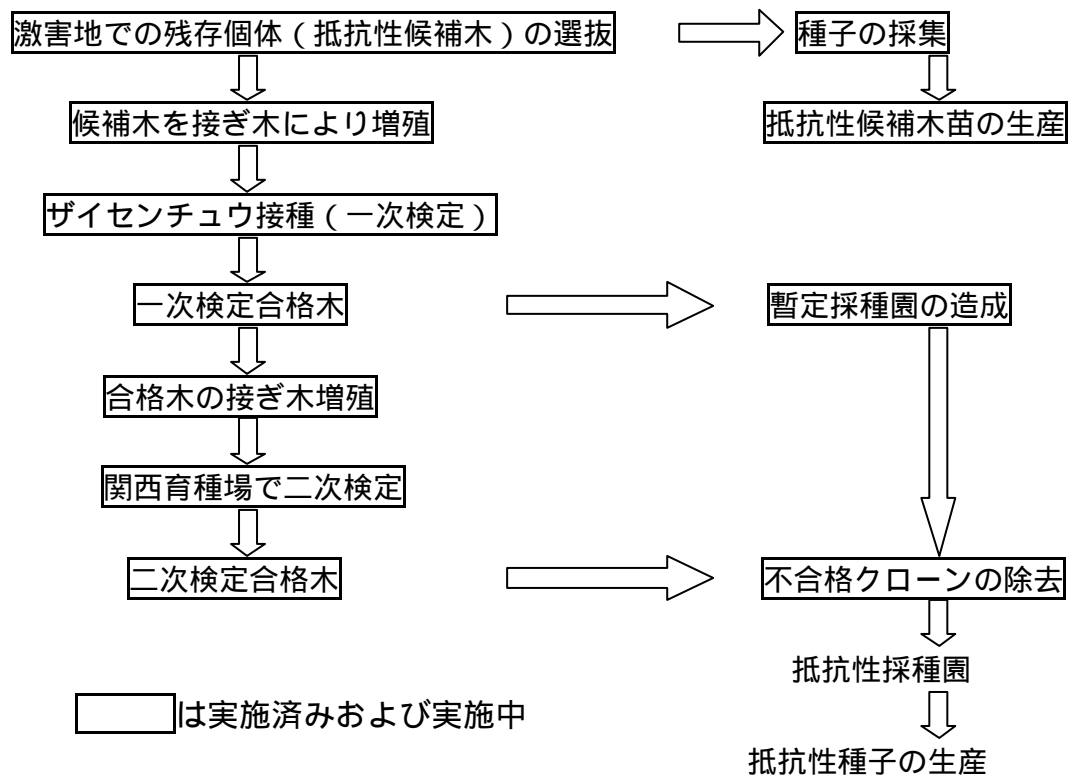 激害地での残存個体（抵抗性候補木）の選抜
種子の採集
候補木を接ぎ木により増殖
抵抗性候補木苗の生産
ザイセンチュウ接種（一次検定）
一次検定合格木
暫定採種園の造成
合格木の接ぎ木増殖
関西育種場で二次検定
二次検定合格木
不合格クローンの除去
抵抗性採種園
は実施済みおよび実施中
抵抗性種子の生産